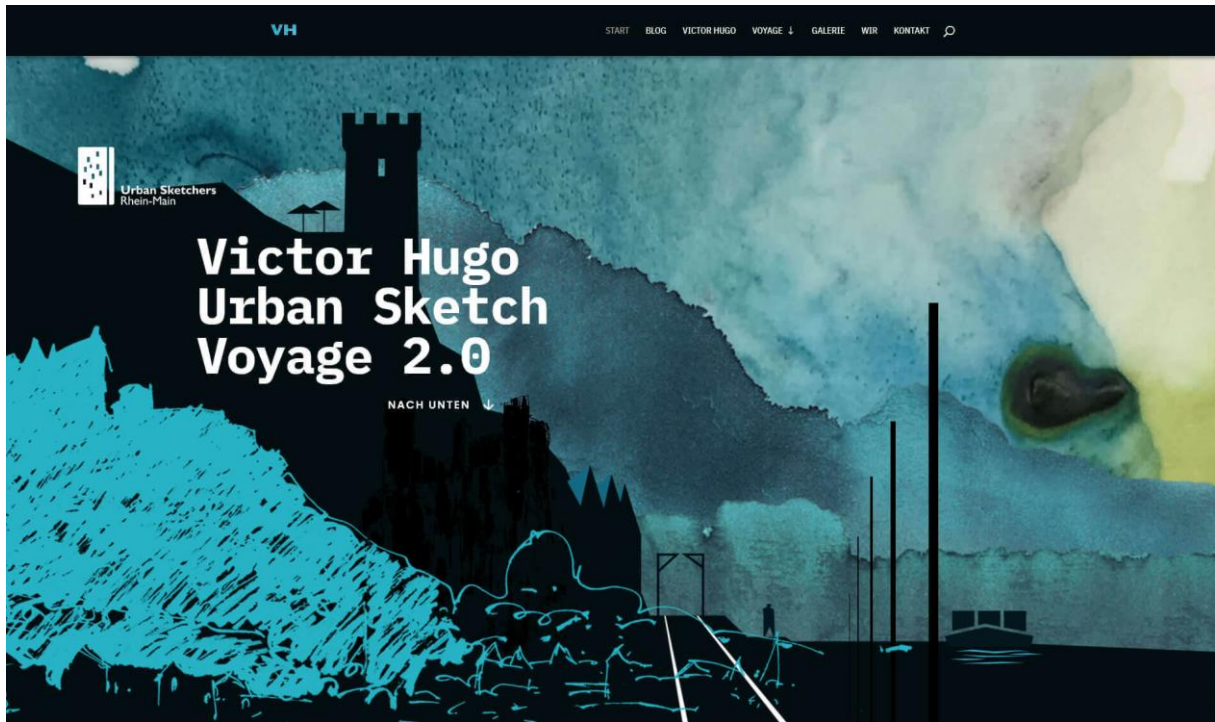 VH
START BLOG VICTOR HUGO VOYAGE ↓ GALERIE WIR KONTAKT
Urban Sketchers
Rhein-Main
Victor Hugo
Urban Sketch
Voyage 2.0
NACH UNTEN ↓